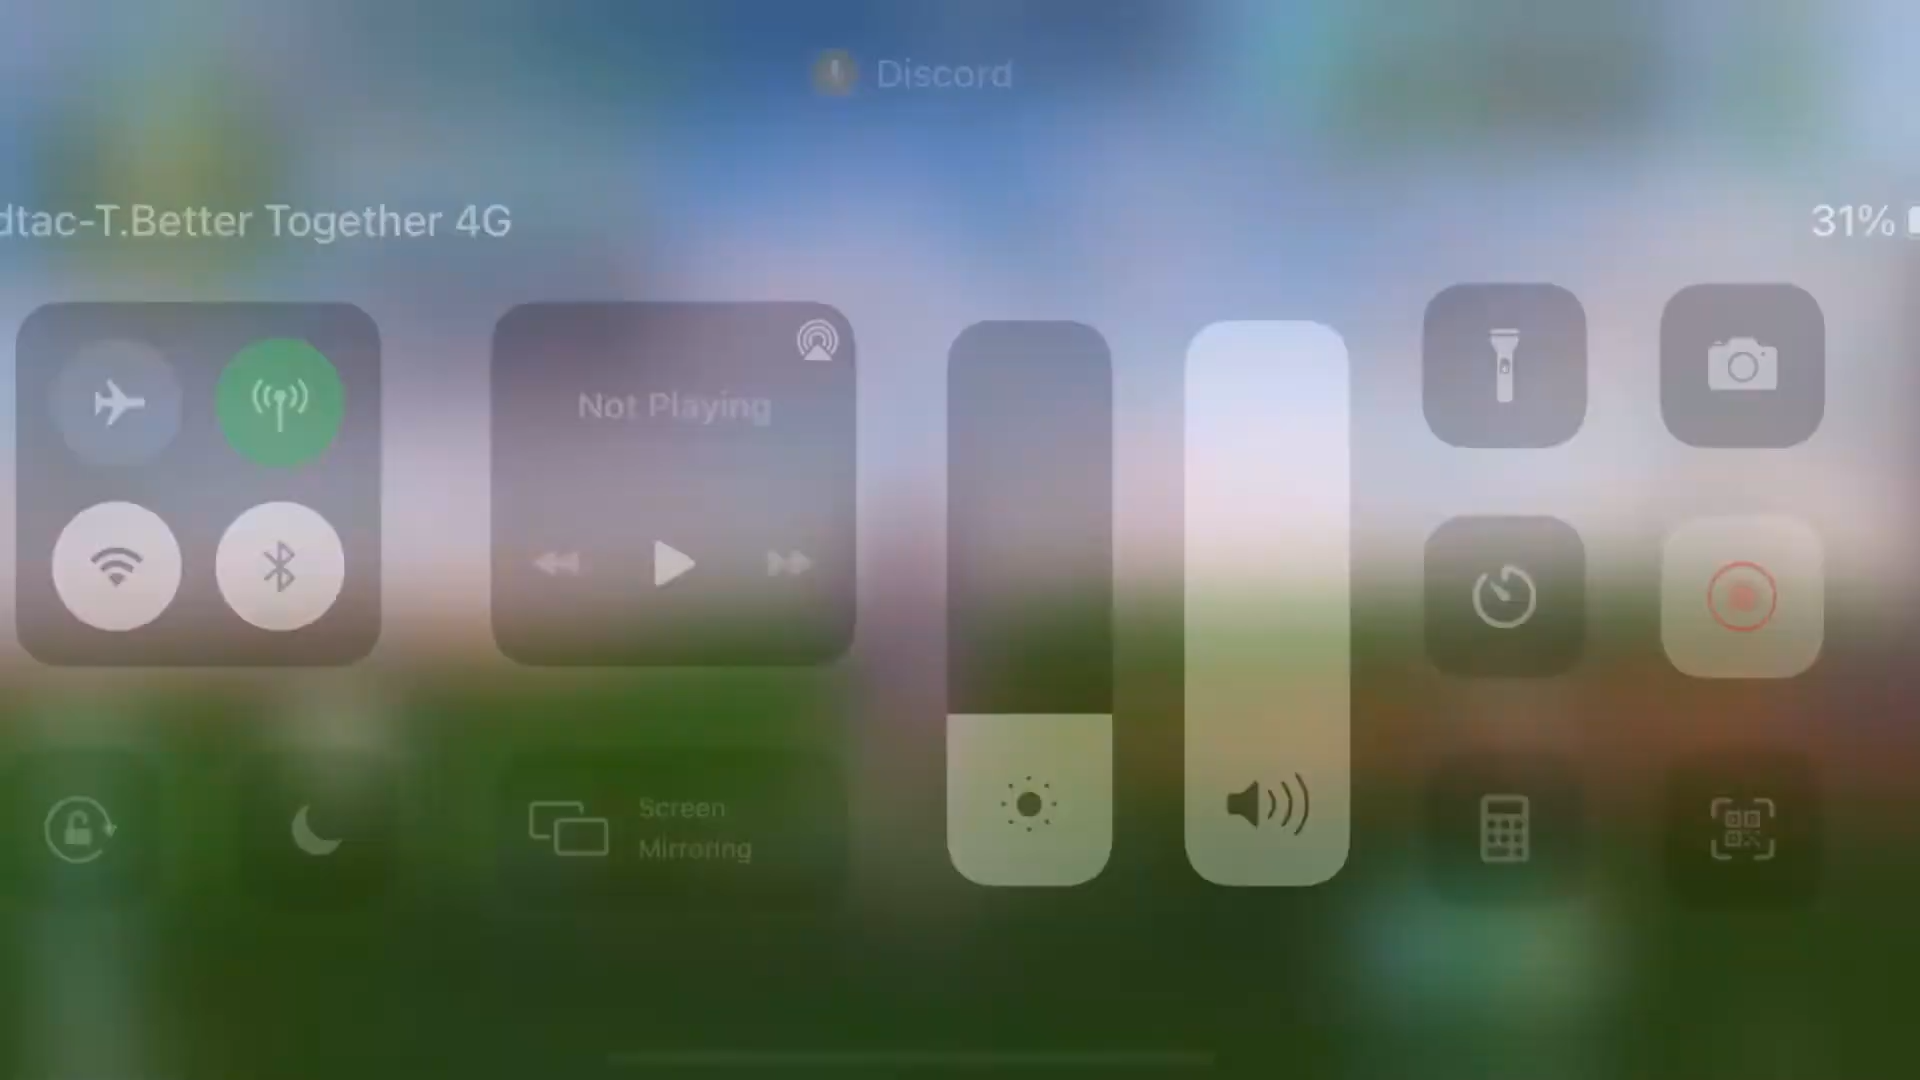 Discord
dtac-T.Better Together 4G
31%
Not Playing
Screen
Mirroring